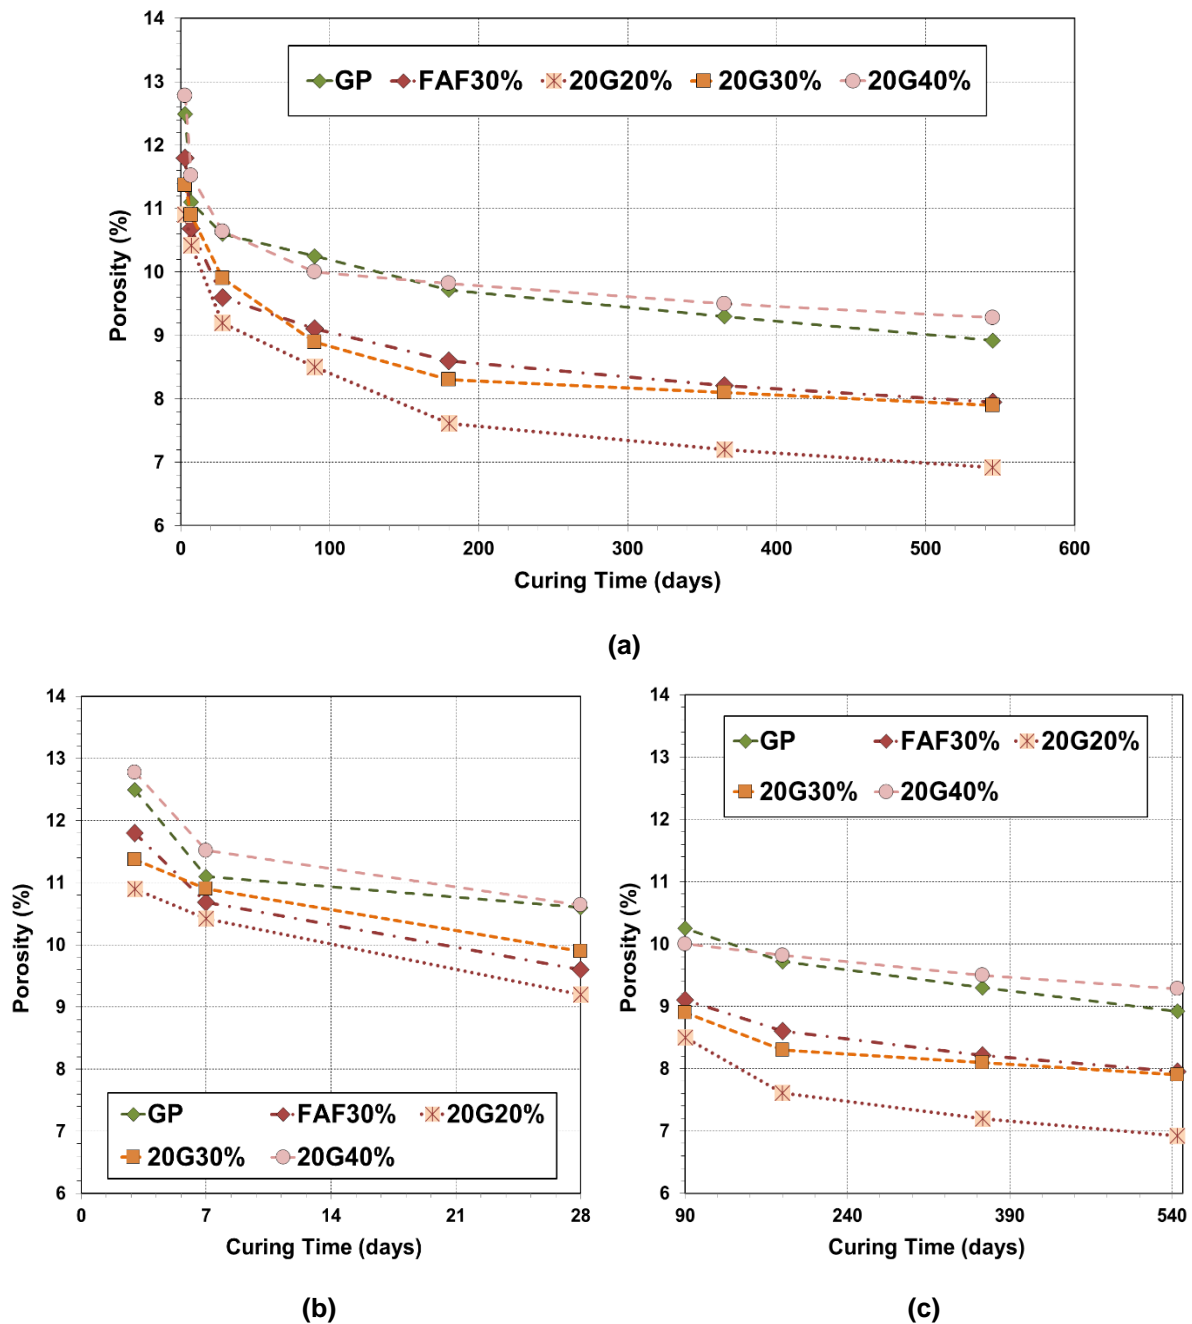 14
13
12
11
10
9
8
7
6
Porosity (%)
GP FAF30% 20G20% 20G30% 20G40%
0 100 200 300 400 500 600
Curing Time (days)
(a)
14
13
12
11
10
9
8
7
6
Porosity (%)
GP FAF30% 20G20%
20G30% 20G40%
0 7 14 21 28
Curing Time (days)
(b)
14
13
12
11
10
9
8
7
6
Porosity (%)
GP FAF30% 20G20%
20G30% 20G40%
90 240 390 540
Curing Time (days)
(c)